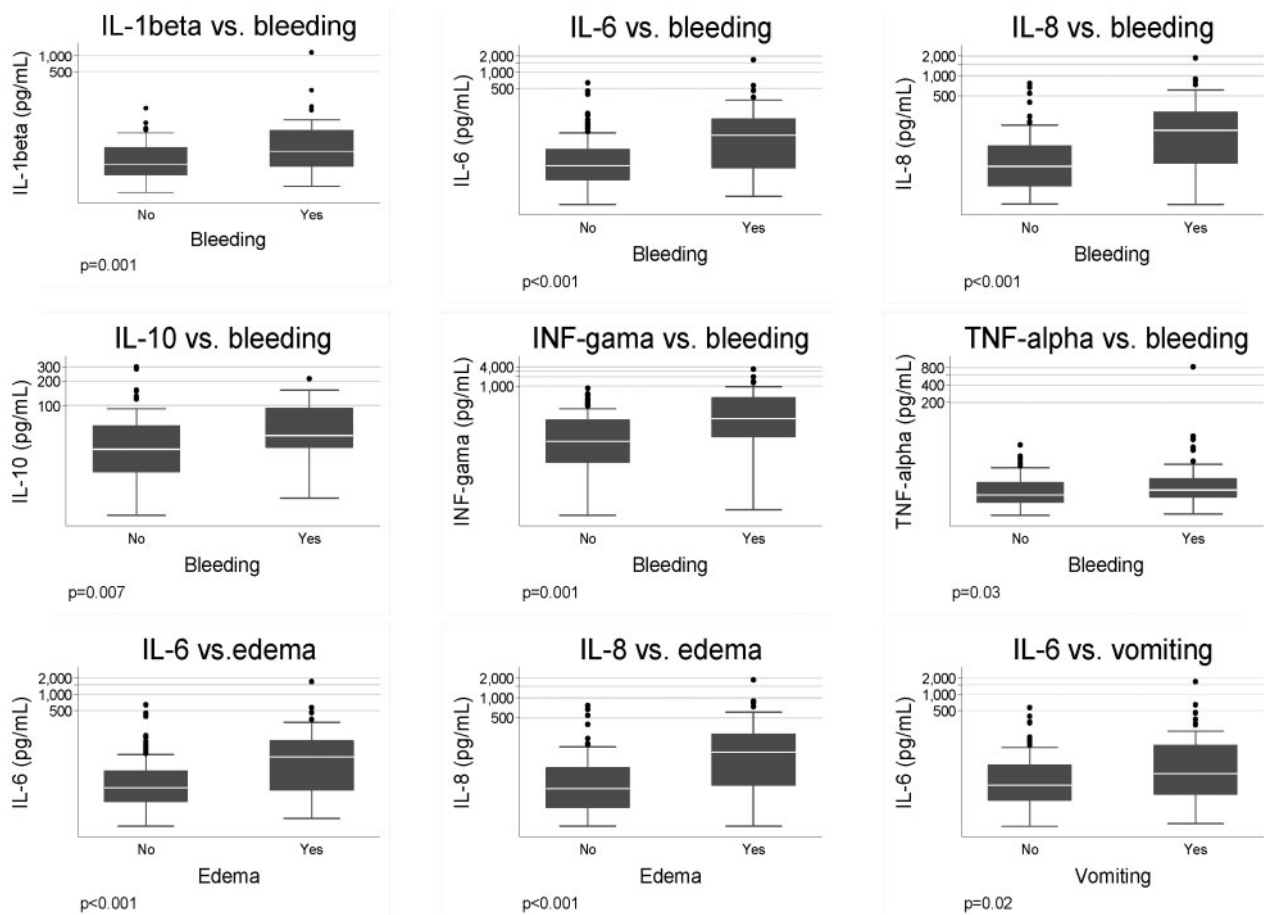 IL-1beta vs. bleeding
1,000
500
IL-1beta (pg/mL)
No
Yes
Bleeding
p=0.001
IL-6 vs. bleeding
2,000
1,000
500
IL-6 (pg/mL)
No
Yes
Bleeding
p<0.001
IL-8 vs. bleeding
2,000
1,000
500
IL-8 (pg/mL)
No
Yes
Bleeding
p<0.001
IL-10 vs. bleeding
300
200
100
IL-10 (pg/mL)
No
Yes
Bleeding
p=0.007
INF-gama vs. bleeding
4,000
1,000
INF-gama (pg/mL)
No
Yes
Bleeding
p=0.001
TNF-alpha vs. bleeding
800
400
200
TNF-alpha (pg/mL)
No
Yes
Bleeding
p=0.03
IL-6 vs.edema
2,000
1,000
500
IL-6 (pg/mL)
No
Yes
Edema
p<0.001
IL-8 vs. edema
2,000
1,000
500
IL-8 (pg/mL)
No
Yes
Edema
p<0.001
IL-6 vs. vomiting
2,000
1,000
500
IL-6 (pg/mL)
No
Yes
Vomiting
p=0.02